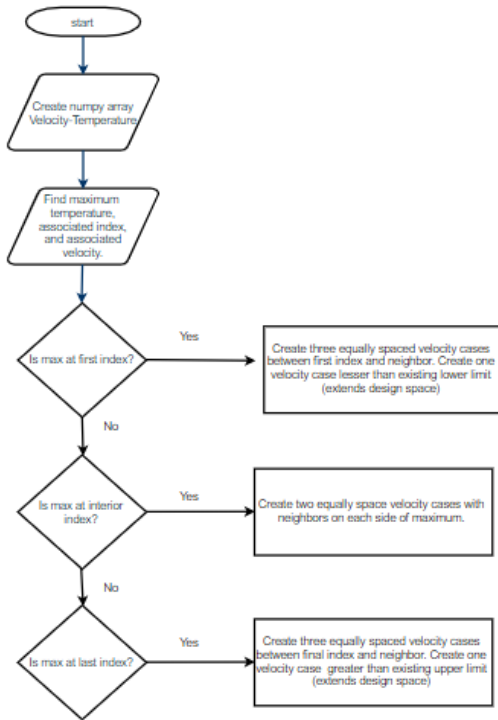 start
Create numpy array
Velocity-Temperature
Find maximum
temperature,
associated index,
and associated
velocity.
Is max at first index?
Yes
Create three equally spaced velocity cases
between first index and neighbor. Create one
velocity case lesser than existing lower limit
(extends design space)
No
Is max at interior
index?
Yes
Create two equally space velocity cases with
neighbors on each side of maximum.
No
Is max at last index?
Yes
Create three equally spaced velocity cases
between final index and neighbor. Create one
velocity case greater than existing upper limit
(extends design space)